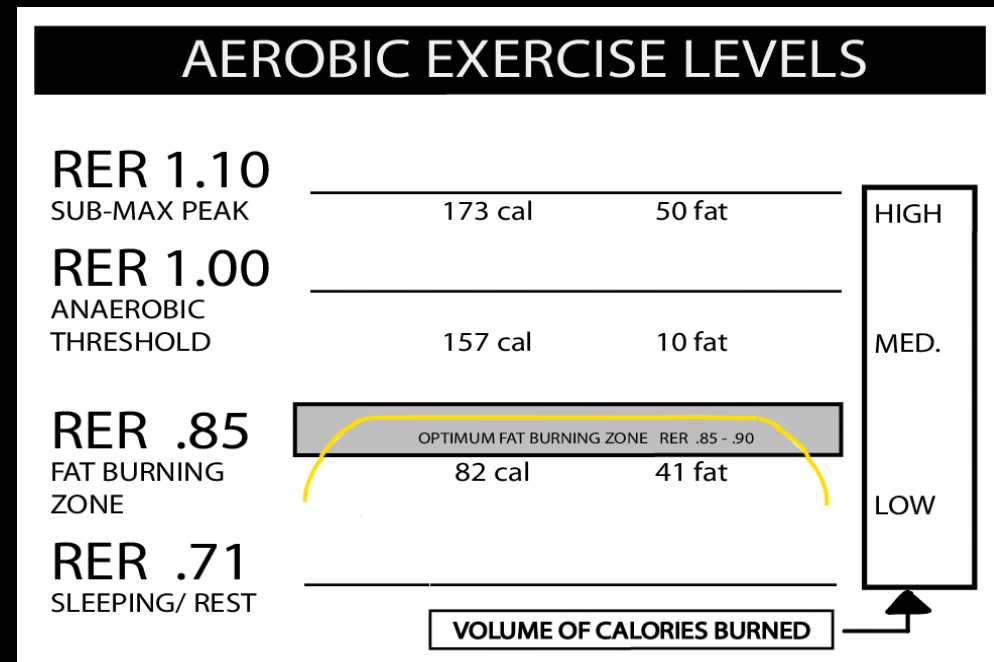 AEROBIC EXERCISE LEVELS
RER 1.10
SUB-MAX PEAK 173 cal 50 fat HIGH
RER 1.00
ANAEROBIC
THRESHOLD 157 cal 10 fat MED.
RER .85 OPTIMUM FAT BURNING ZONE RER .85 - .90
FAT BURNING 82 cal 41 fat
ZONE LOW
RER .71
SLEEPING/ REST
VOLUME OF CALORIES BURNED